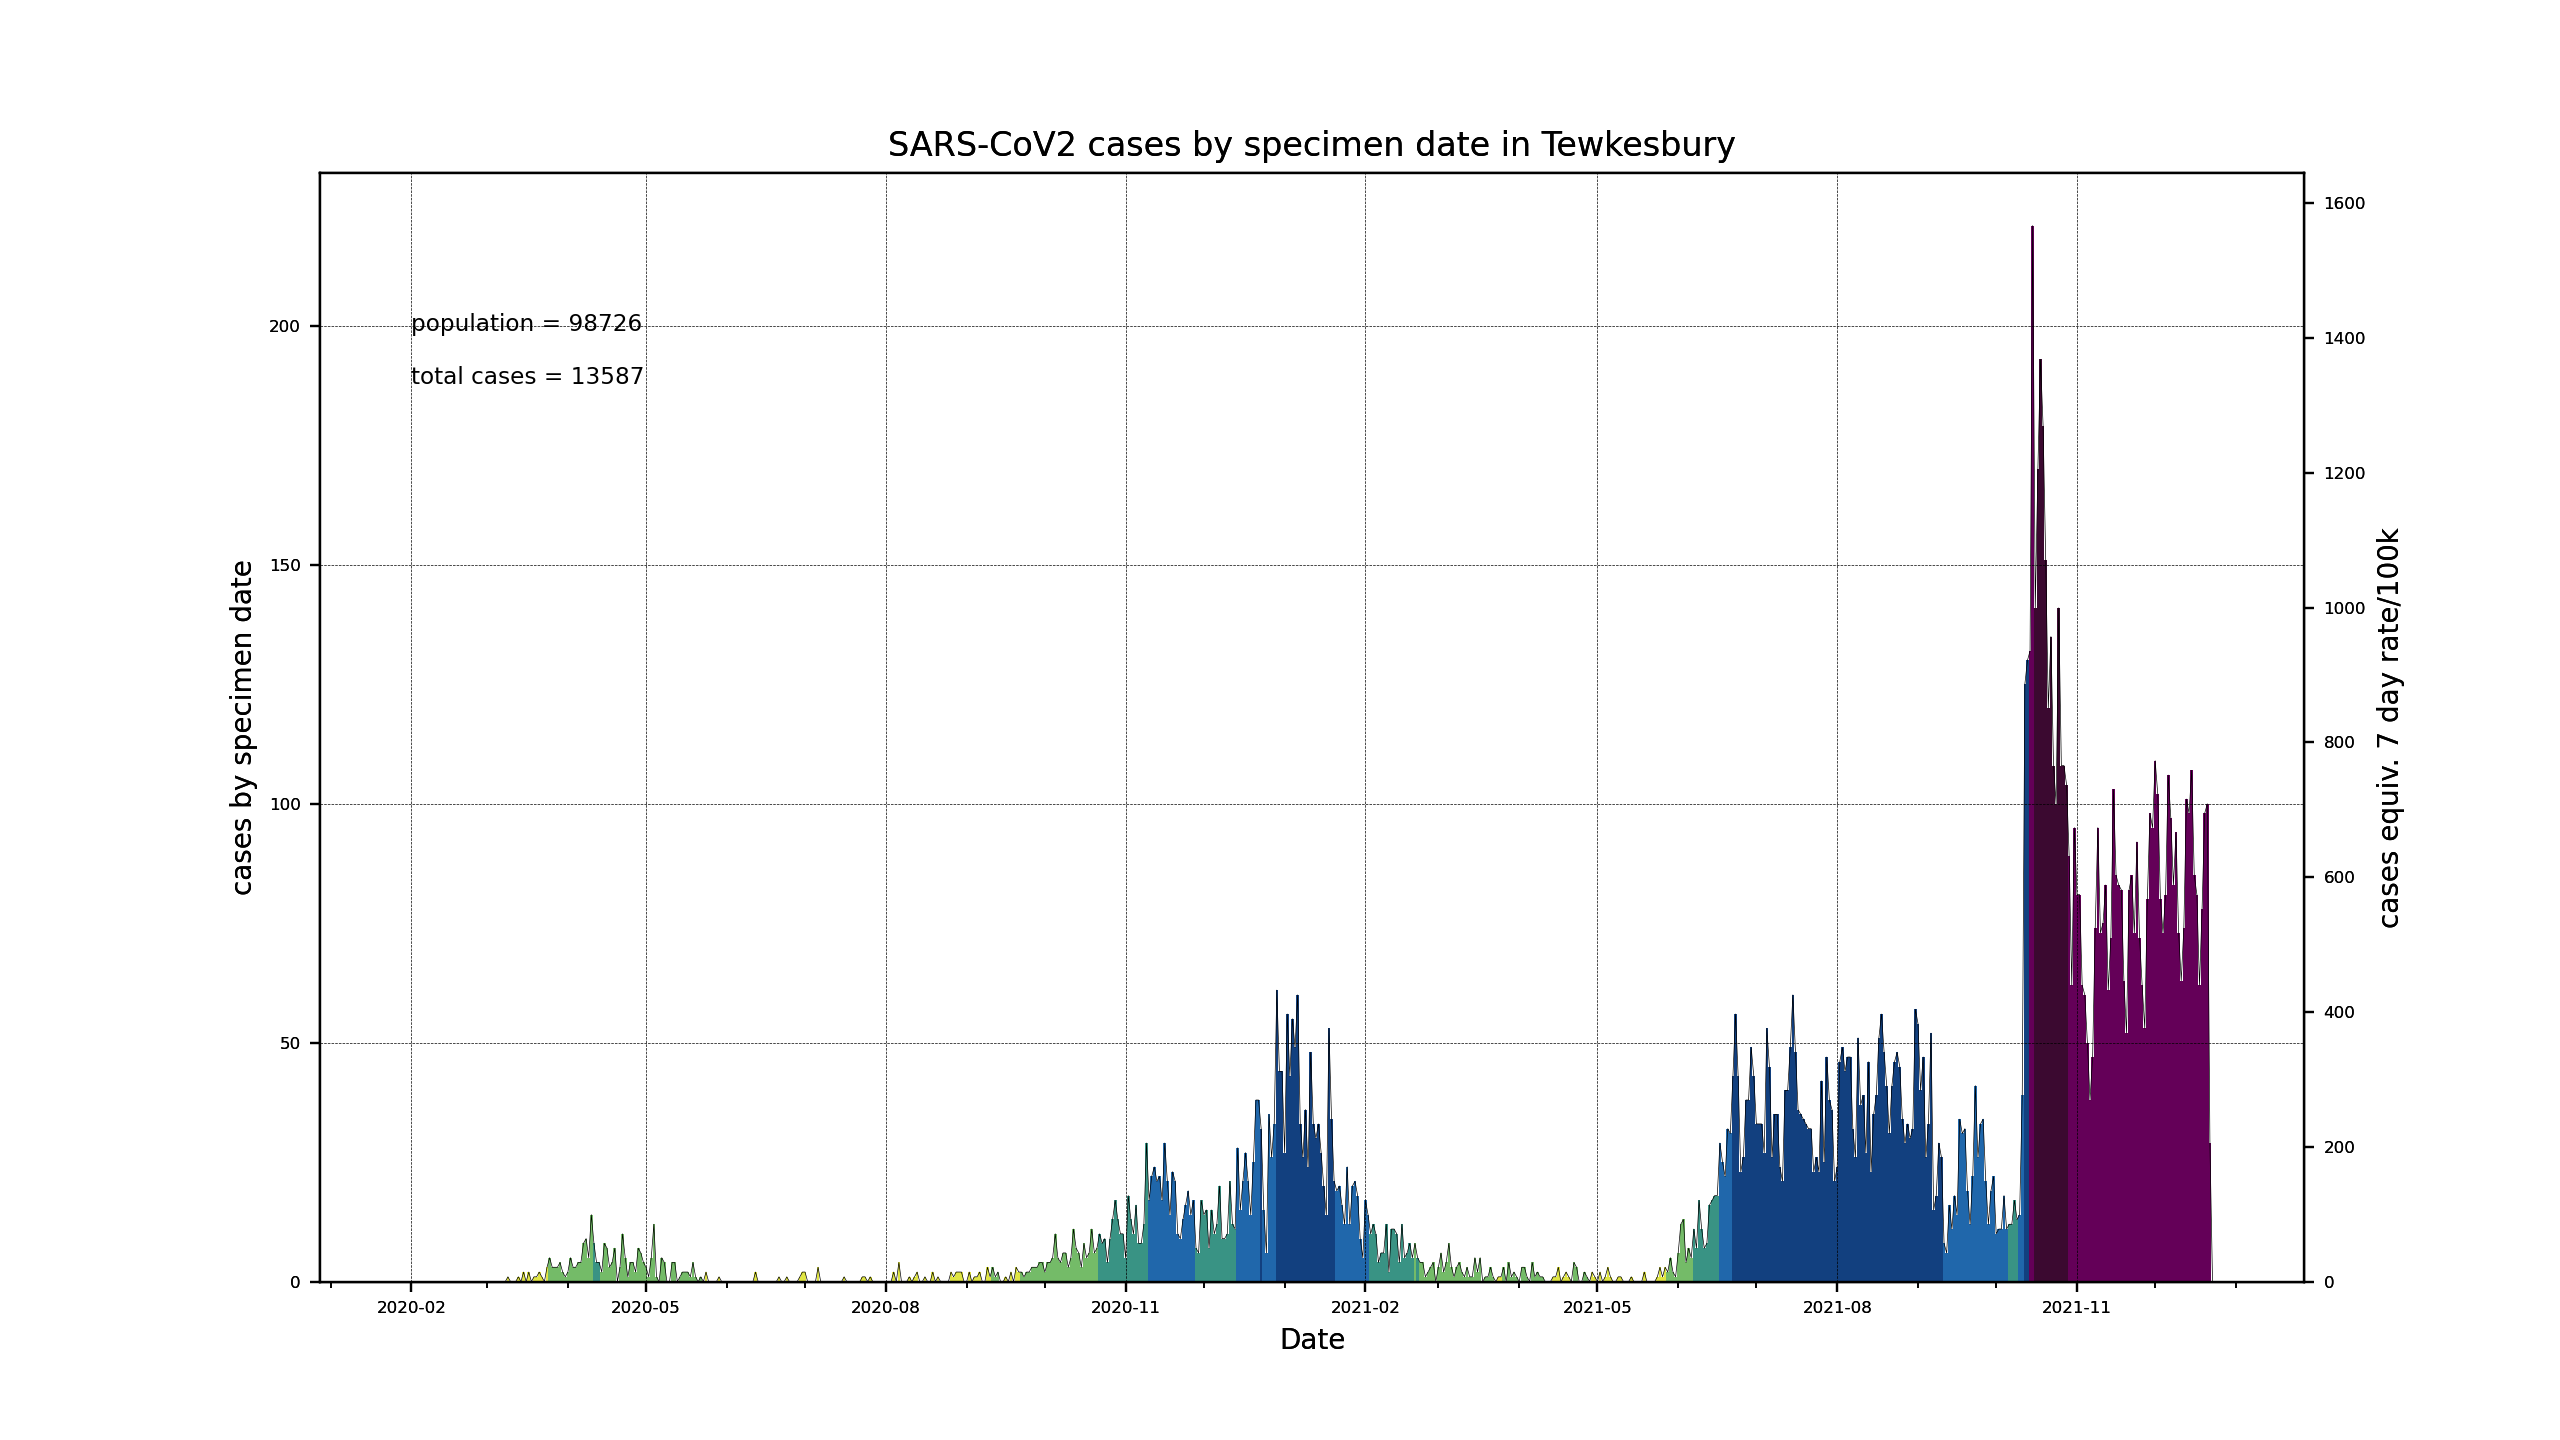 SARS-CoV2 cases by specimen date in Tewkesbury
population = 98726
total cases = 13587
cases by specimen date
200
150
100
50
0
1600
1400
1200
1000
800
600
400
200
0
cases equiv. 7 day rate/100k
2020-02 2020-05 2020-08 2020-11 2021-02 2021-05 2021-08 2021-11
Date